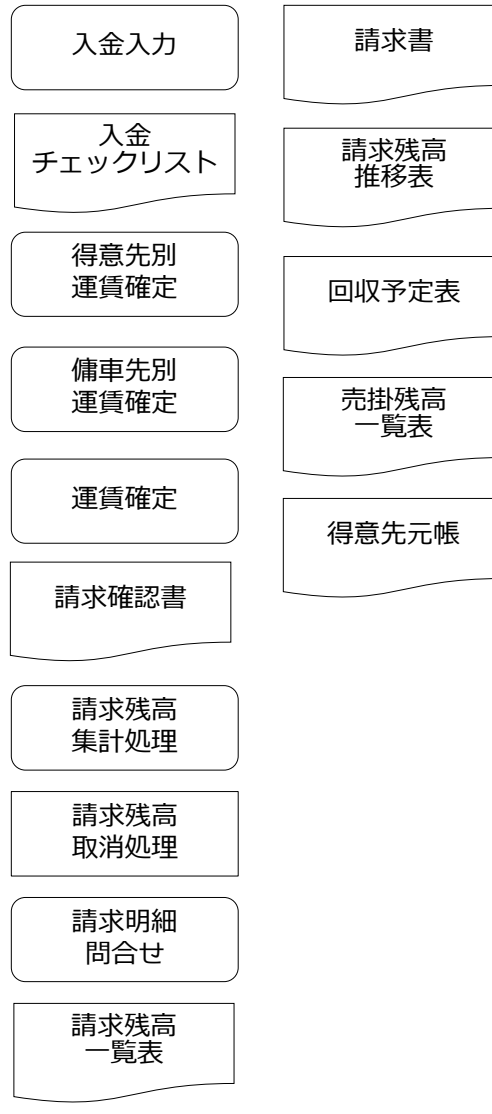 入金入力
入金
チェックリスト
得意先別
運賃確定
傭車先別
運賃確定
運賃確定
請求確認書
請求残高
集計処理
請求残高
取消処理
請求明細
問合せ
請求残高
一覧表
請求書
請求残高
推移表
回収予定表
売掛残高
一覧表
得意先元帳